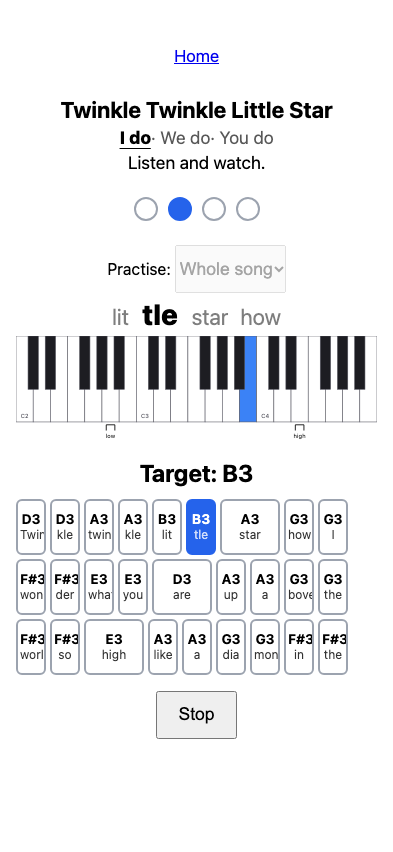 Home
Twinkle Twinkle Little Star
I do· We do· You do
Listen and watch.
Practise: Whole song
lit tle star how
C2 C3 C4
low high
Target: B3
D3 D3 A3 A3 B3 B3 A3 G3 G3
Twin kle twin kle lit tle star how I
F#3 F#3 E3 E3 D3 A3 A3 G3 G3
won der what you are up a bove the
F#3 F#3 E3 A3 A3 G3 G3 F#3 F#3
worl so high like a dia mon in the
Stop